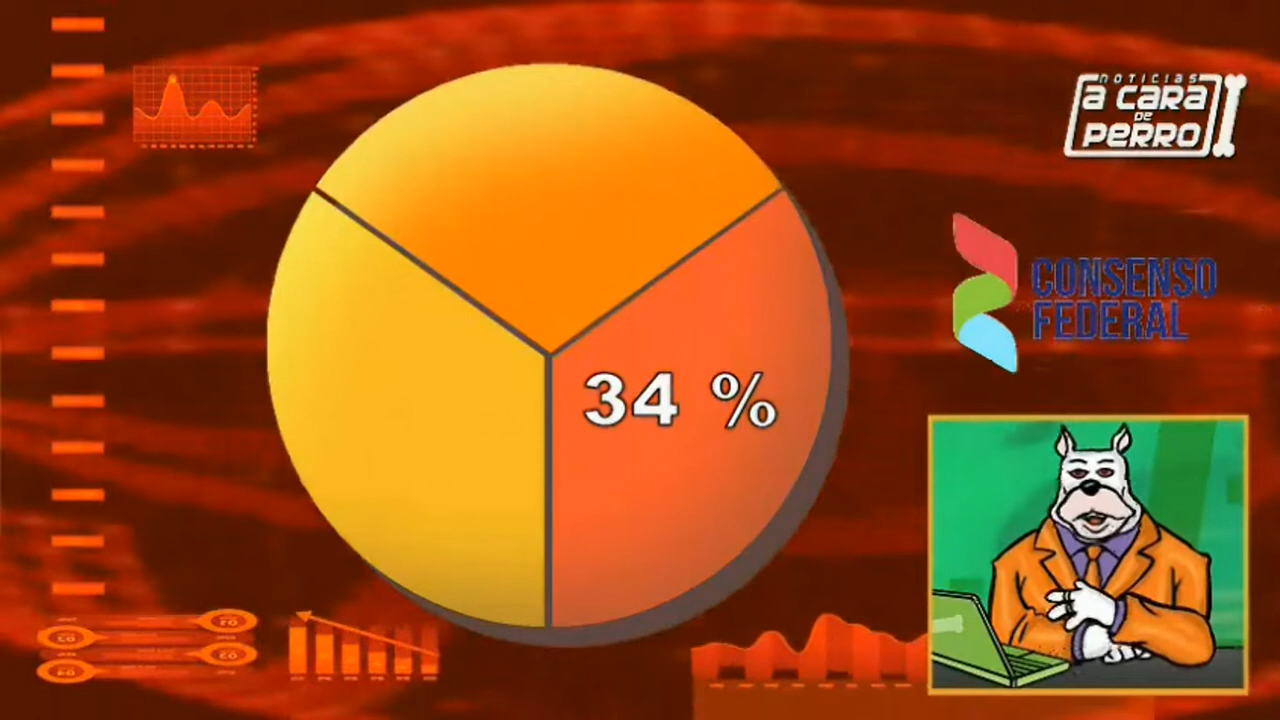 NOTICIAS
A CARA
DE
PERRO
CONSENSO
FEDERAL
34 %